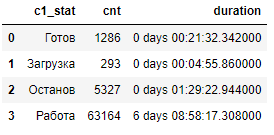 c1_stat cnt duration
0 Готов 1286 0 days 00:21:32.342000
1 Загрузка 293 0 days 00:04:55.860000
2 Останов 5327 0 days 01:29:22.944000
3 Работа 63164 6 days 08:58:17.308000